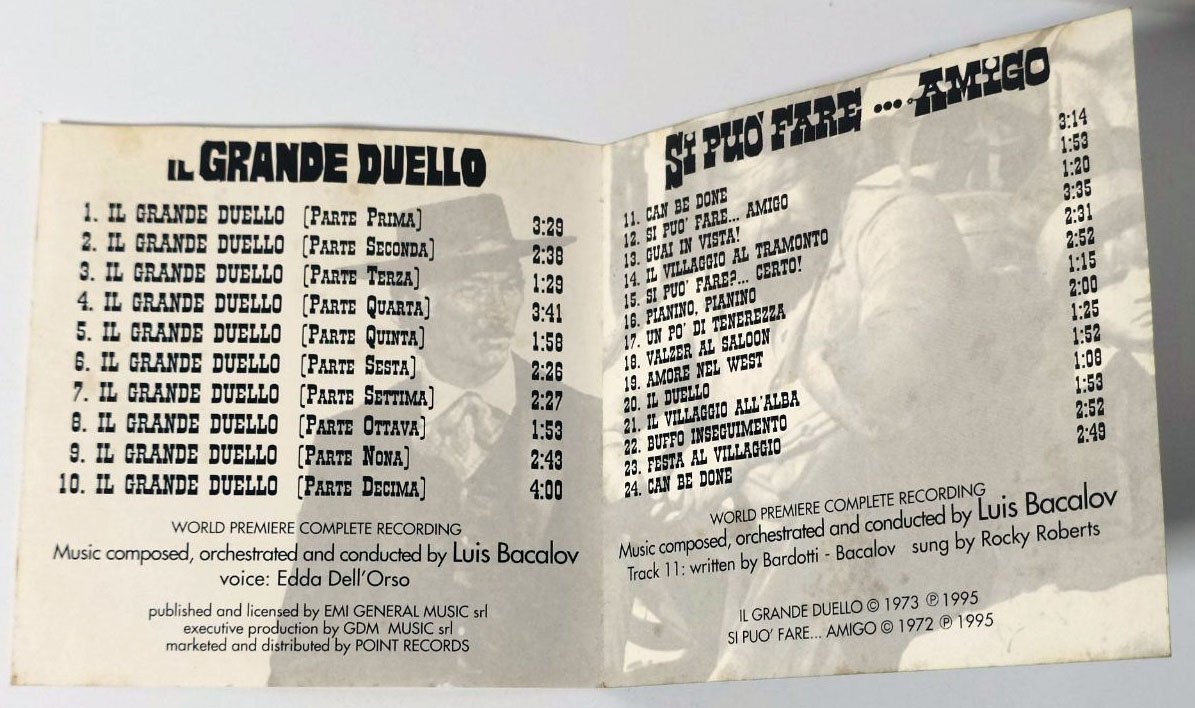 IL GRANDE DUELLO
1. IL GRANDE DUELLO (PARTE PRIMA) 3:29
2. IL GRANDE DUELLO (PARTE SECONDA) 2:38
3. IL GRANDE DUELLO (PARTE TERZA) 1:29
4. IL GRANDE DUELLO (PARTE QUARTA) 3:41
5. IL GRANDE DUELLO (PARTE QUINTA) 1:58
6. IL GRANDE DUELLO (PARTE SESTA) 2:26
7. IL GRANDE DUELLO (PARTE SETTIMA) 2:27
8. IL GRANDE DUELLO (PARTE OTTAVA) 1:53
9. IL GRANDE DUELLO (PARTE NONA) 2:43
10. IL GRANDE DUELLO (PARTE DECIMA) 4:00
WORLD PREMIERE COMPLETE RECORDING
Music composed, orchestrated and conducted by Luis Bacalov
voice: Edda Dell'Orso
published and licensed by EMI GENERAL MUSIC srl
executive production by GDM MUSIC srl
marketed and distributed by POINT RECORDS
SI PUO' FARE ... AMIGO
11. CAN BE DONE 3:14
12. SI PUO' FARE... AMIGO 1:53
13. GUAI IN VISTA! 1:20
14. IL VILLAGGIO AL TRAMONTO 3:35
15. SI PUO' FARE?... CERTO! 2:31
16. PIANINO, PIANINO 2:52
17. UN PO' DI TENEREZZA 1:15
18. VALZER AL SALOON 2:00
19. AMORE NEL WEST 1:25
20. IL DUELLO 1:52
21. IL VILLAGGIO ALL'ALBA 1:08
22. BUFFO INSEGUIMENTO 1:53
23. FESTA AL VILLAGGIO 2:52
24. CAN BE DONE 2:49
WORLD PREMIERE COMPLETE RECORDING
Music composed, orchestrated and conducted by Luis Bacalov
Track 11: written by Bardotti - Bacalov sung by Rocky Roberts
IL GRANDE DUELLO © 1973 ℗ 1995
SI PUO' FARE... AMIGO © 1972 ℗ 1995